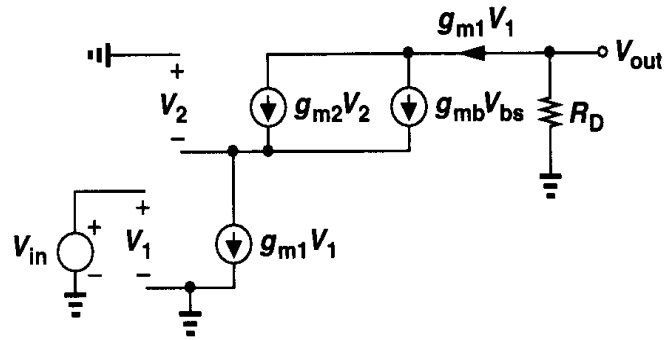 g_m1V_1
V_out
+
V_2
−
g_m2V_2
g_mbV_bs
R_D
+
V_in
−
+
V_1
−
g_m1V_1